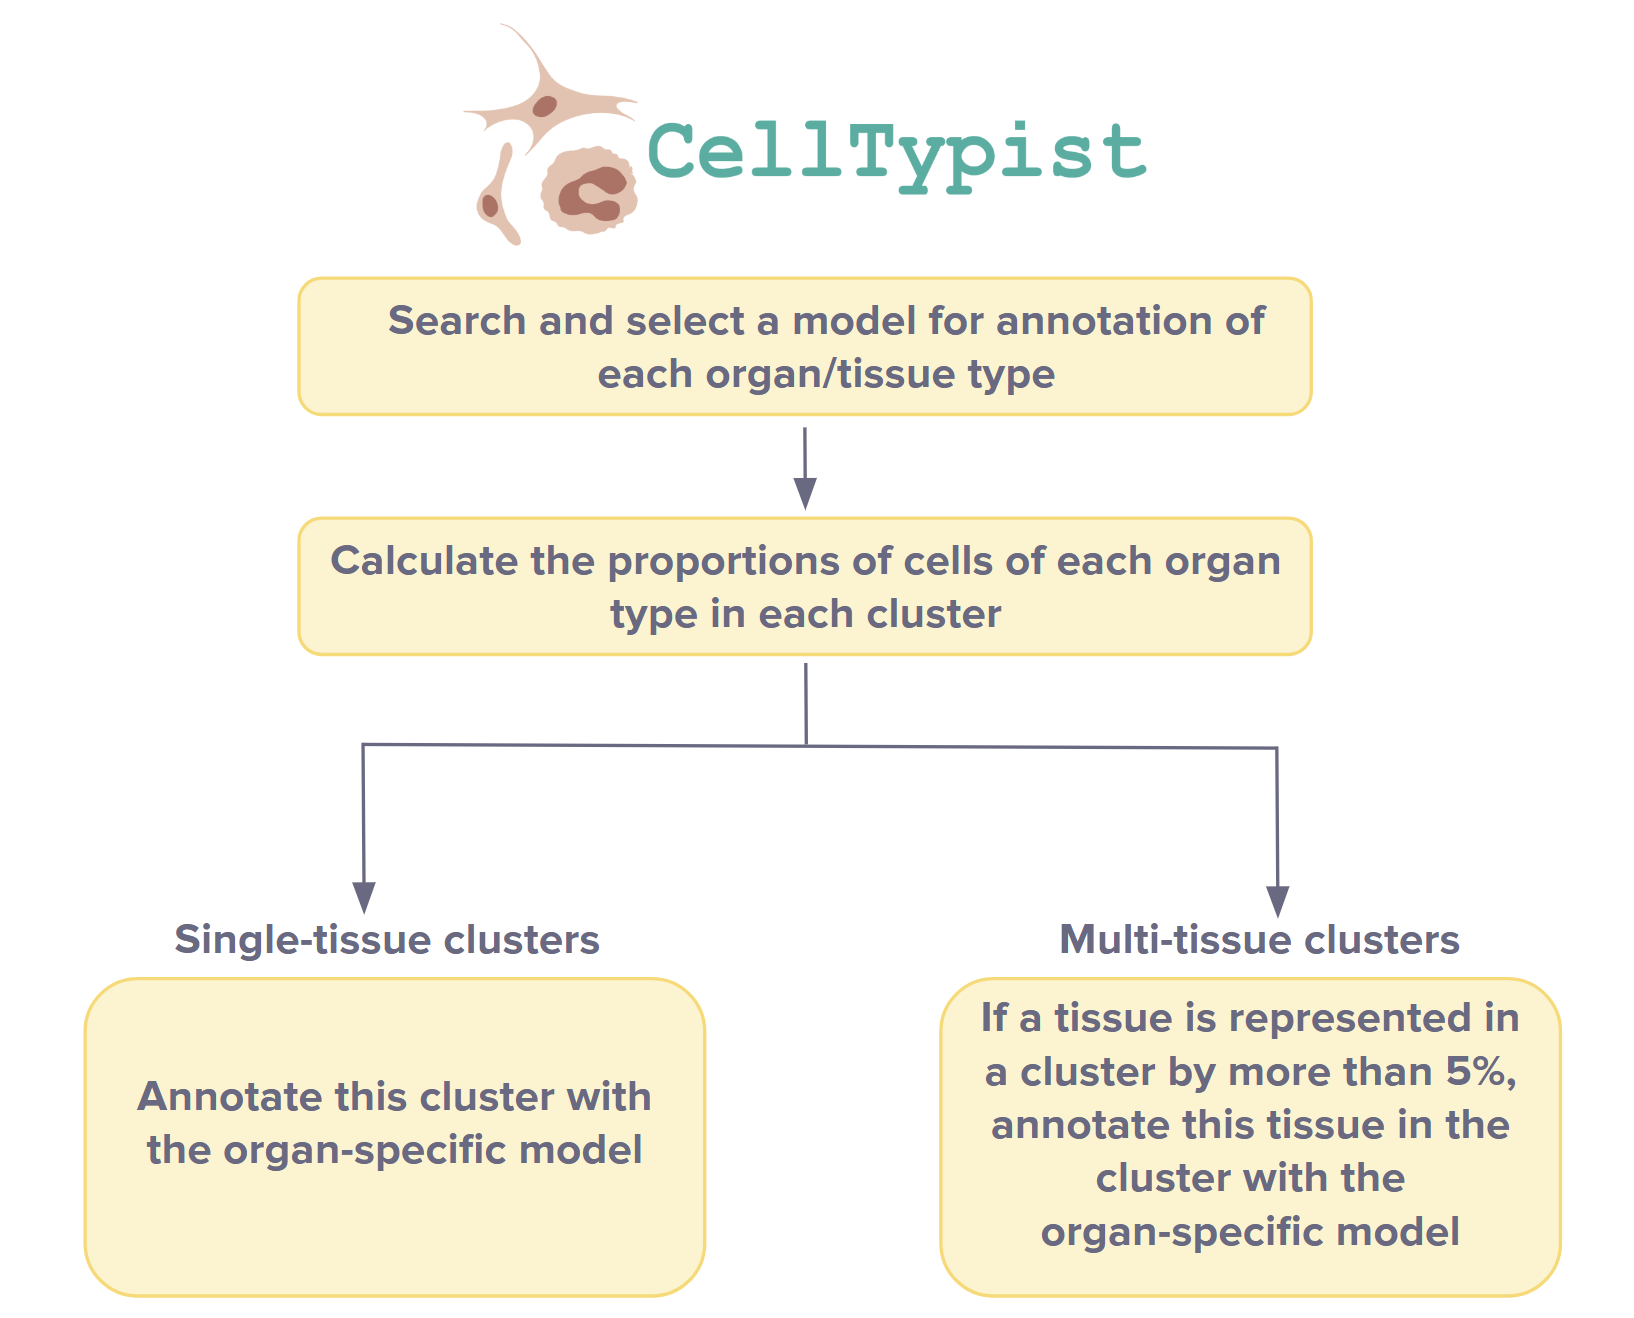 CellTypist
Search and select a model for annotation of
each organ/tissue type
Calculate the proportions of cells of each organ
type in each cluster
Single-tissue clusters
Annotate this cluster with
the organ-specific model
Multi-tissue clusters
If a tissue is represented in
a cluster by more than 5%,
annotate this tissue in the
cluster with the
organ-specific model